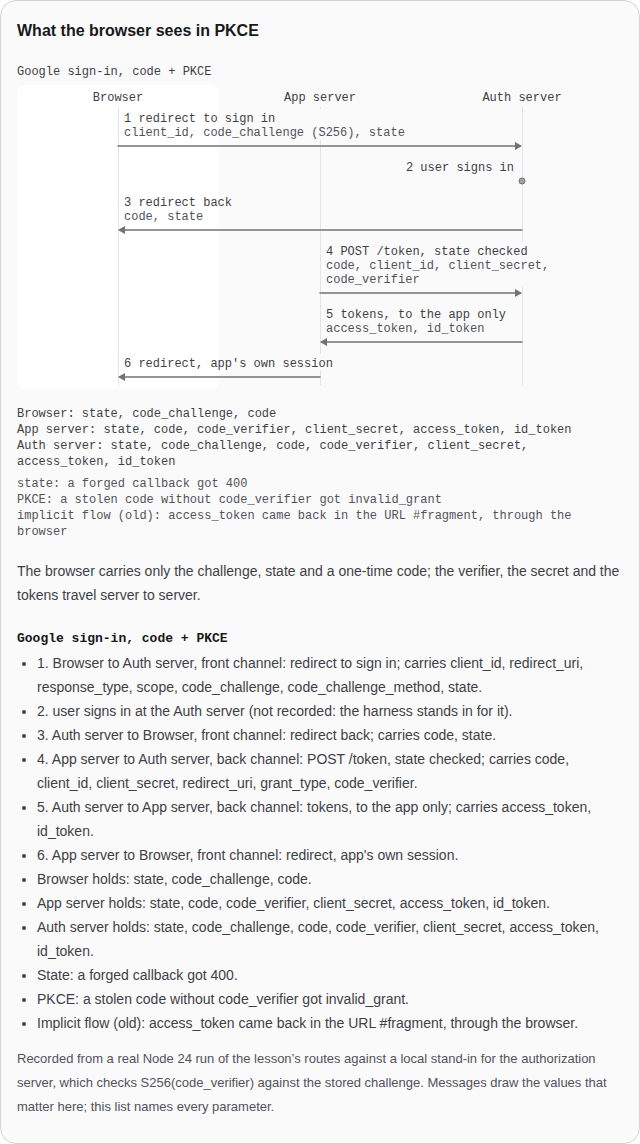 What the browser sees in PKCE
Google sign-in, code + PKCE
Browser
App server
Auth server
1 redirect to sign in
client_id, code_challenge (S256), state
2 user signs in
3 redirect back
code, state
4 POST /token, state checked
code, client_id, client_secret,
code_verifier
5 tokens, to the app only
access_token, id_token
6 redirect, app's own session
Browser: state, code_challenge, code
App server: state, code, code_verifier, client_secret, access_token, id_token
Auth server: state, code_challenge, code, code_verifier, client_secret,
access_token, id_token
state: a forged callback got 400
PKCE: a stolen code without code_verifier got invalid_grant
implicit flow (old): access_token came back in the URL #fragment, through the
browser
The browser carries only the challenge, state and a one-time code; the verifier, the secret and the
tokens travel server to server.
Google sign-in, code + PKCE
• 1. Browser to Auth server, front channel: redirect to sign in; carries client_id, redirect_uri,
response_type, scope, code_challenge, code_challenge_method, state.
• 2. user signs in at the Auth server (not recorded: the harness stands in for it).
• 3. Auth server to Browser, front channel: redirect back; carries code, state.
• 4. App server to Auth server, back channel: POST /token, state checked; carries code,
client_id, client_secret, redirect_uri, grant_type, code_verifier.
• 5. Auth server to App server, back channel: tokens, to the app only; carries access_token,
id_token.
• 6. App server to Browser, front channel: redirect, app's own session.
• Browser holds: state, code_challenge, code.
• App server holds: state, code, code_verifier, client_secret, access_token, id_token.
• Auth server holds: state, code_challenge, code, code_verifier, client_secret, access_token,
id_token.
• State: a forged callback got 400.
• PKCE: a stolen code without code_verifier got invalid_grant.
• Implicit flow (old): access_token came back in the URL #fragment, through the browser.
Recorded from a real Node 24 run of the lesson’s routes against a local stand-in for the authorization
server, which checks S256(code_verifier) against the stored challenge. Messages draw the values that
matter here; this list names every parameter.